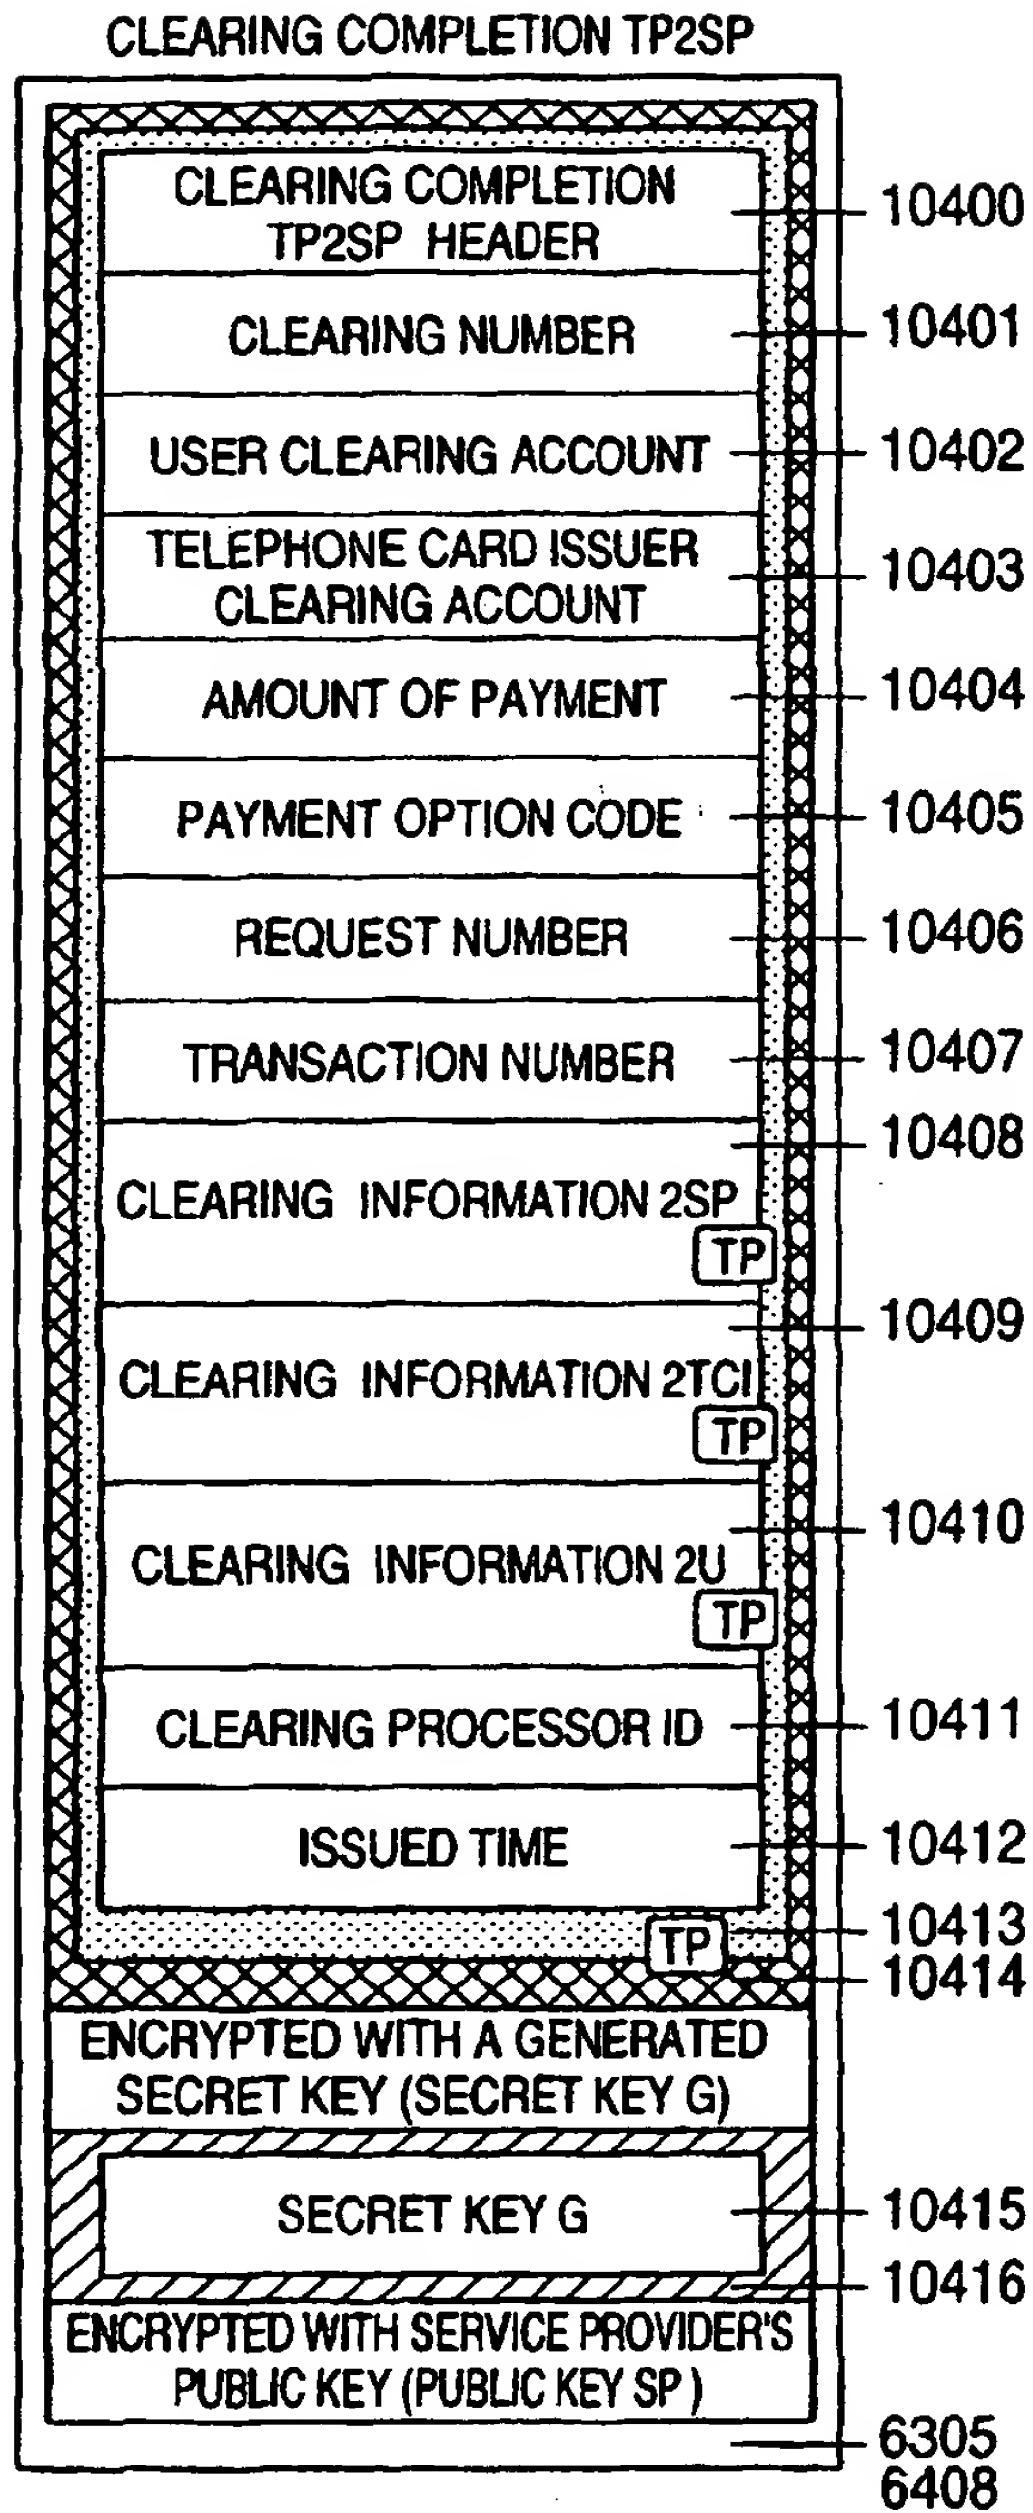 CLEARING COMPLETION TP2SP
CLEARING COMPLETION
TP2SP HEADER
10400
CLEARING NUMBER
10401
USER CLEARING ACCOUNT
10402
TELEPHONE CARD ISSUER
CLEARING ACCOUNT
10403
AMOUNT OF PAYMENT
10404
PAYMENT OPTION CODE
10405
REQUEST NUMBER
10406
TRANSACTION NUMBER
10407
10408
CLEARING INFORMATION 2SP
TP
10409
CLEARING INFORMATION 2TCI
TP
10410
CLEARING INFORMATION 2U
TP
CLEARING PROCESSOR ID
10411
ISSUED TIME
10412
10413
TP
10414
ENCRYPTED WITH A GENERATED
SECRET KEY (SECRET KEY G)
SECRET KEY G
10415
10416
ENCRYPTED WITH SERVICE PROVIDER'S
PUBLIC KEY (PUBLIC KEY SP)
6305
6408